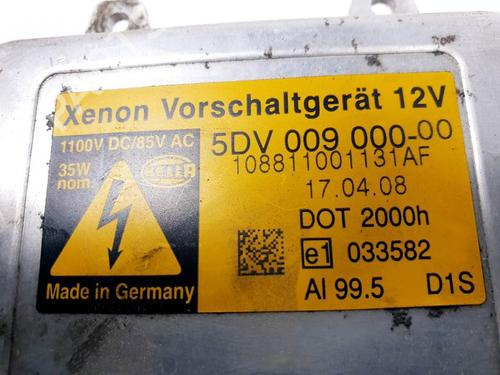 Xenon Vorschaltgerät 12V
1100V DC/85V AC
35W
nom.
HELLA
5DV 009 000-00
108811001131AF
17.04.08
DOT 2000h
e1 033582
Made in Germany
Al 99.5 D1S